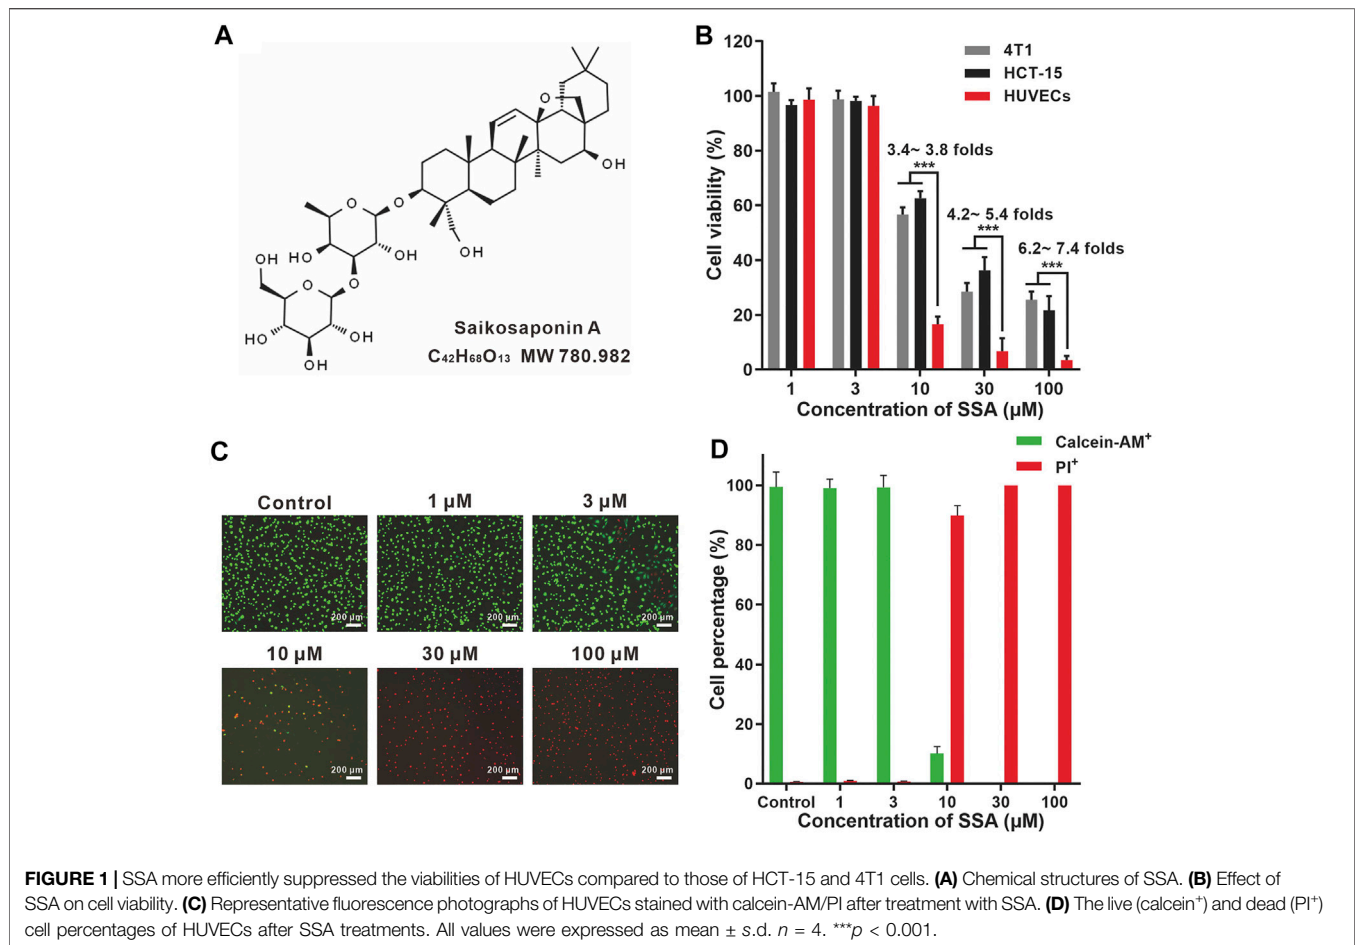 A
OH
O
O
OH
O
HO
OH
OH
O
O
OH
HO
OH
OH
Saikosaponin A
C₄₂H₆₈O₁₃ MW 780.982
B
120
100
80
60
40
20
0
Cell viability (%)
4T1
HCT-15
HUVECs
3.4~ 3.8 folds
***
4.2~ 5.4 folds
***
6.2~ 7.4 folds
***
1 3 10 30 100
Concentration of SSA (µM)
C
Control 1 µM 3 µM
200 µm 200 µm 200 µm
10 µM 30 µM 100 µM
200 µm 200 µm 200 µm
D
Calcein-AM⁺
PI⁺
100
80
60
40
20
0
Cell percentage (%)
Control 1 3 10 30 100
Concentration of SSA (µM)
FIGURE 1 | SSA more efficiently suppressed the viabilities of HUVECs compared to those of HCT-15 and 4T1 cells. (A) Chemical structures of SSA. (B) Effect of
SSA on cell viability. (C) Representative fluorescence photographs of HUVECs stained with calcein-AM/PI after treatment with SSA. (D) The live (calcein⁺) and dead (PI⁺)
cell percentages of HUVECs after SSA treatments. All values were expressed as mean ± s.d. n = 4. ***p < 0.001.